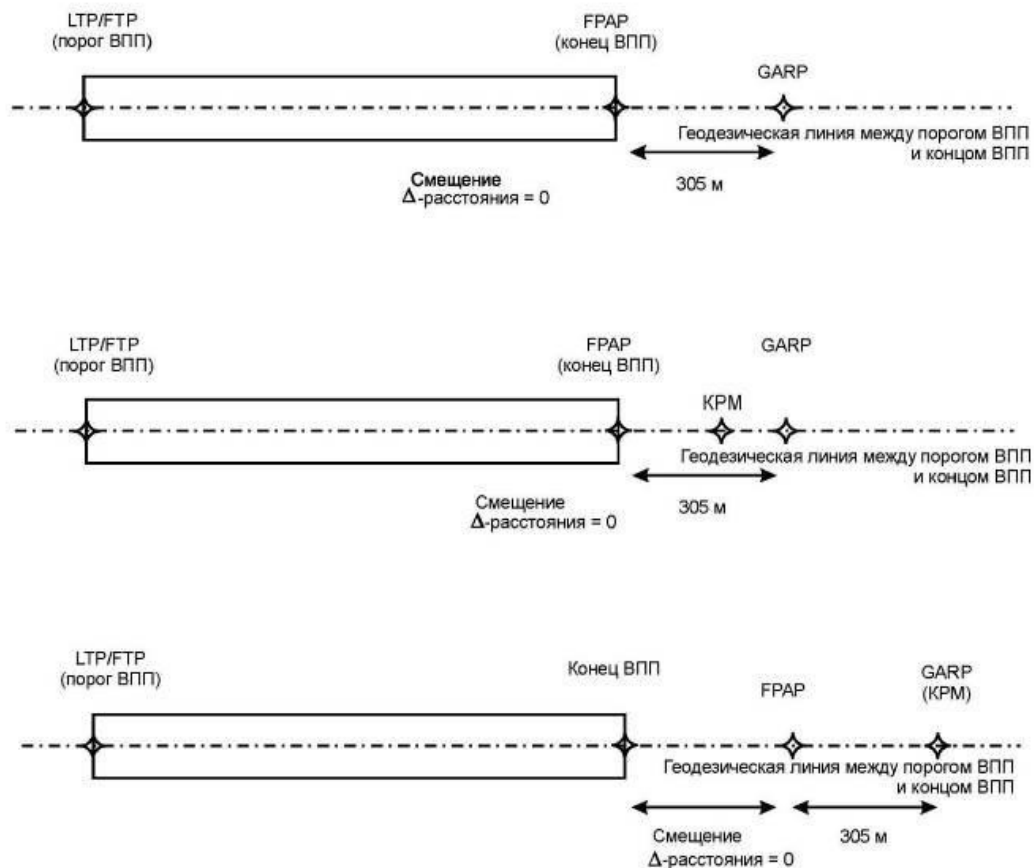 LTP/FTP
(порог ВПП)
FPAP
(конец ВПП)
GARP
Геодезическая линия между порогом ВПП
и концом ВПП
Смещение
Δ-расстояния = 0
305 м
LTP/FTP
(порог ВПП)
FPAP
(конец ВПП)
GARP
КРМ
Геодезическая линия между порогом ВПП
и концом ВПП
Смещение
Δ-расстояния = 0
305 м
LTP/FTP
(порог ВПП)
Конец ВПП
FPAP
GARP
(КРМ)
Геодезическая линия между порогом ВПП
и концом ВПП
Смещение
Δ-расстояния = 0
305 м